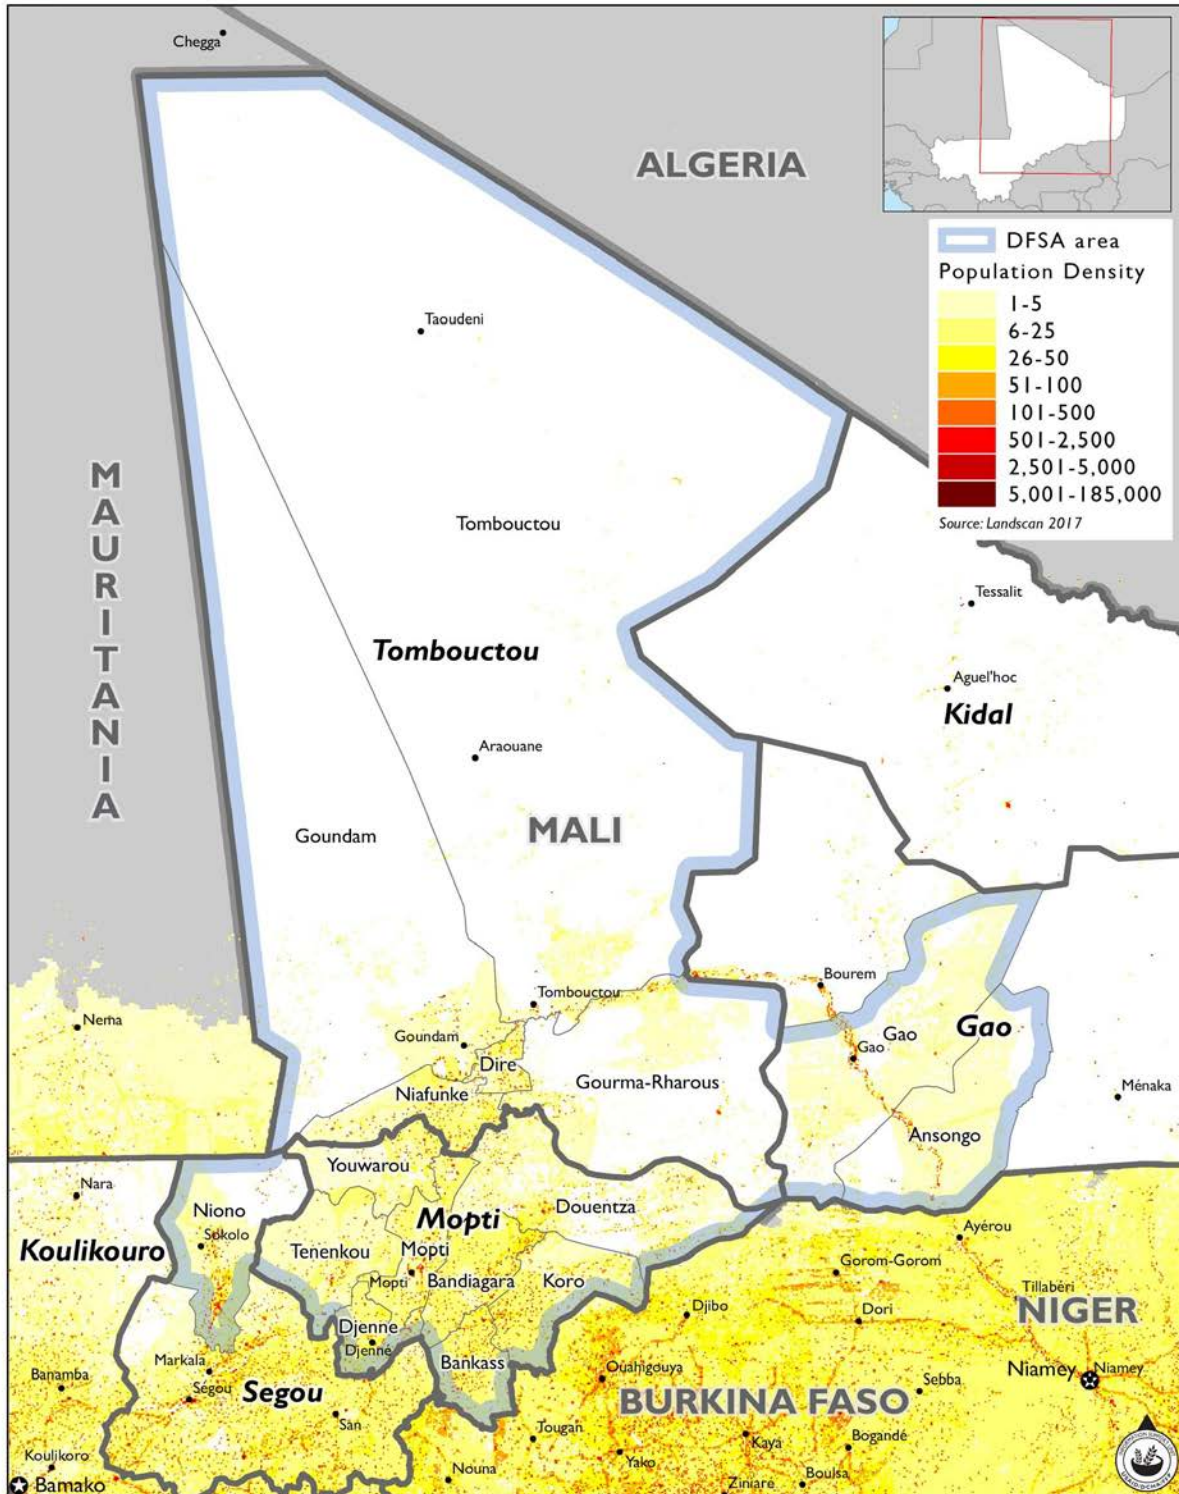 Chegga
ALGERIA
DFSA area
Population Density
1-5
6-25
26-50
51-100
101-500
501-2,500
2,501-5,000
5,001-185,000
Source: Landscan 2017
Taoudeni
MAURITANIA
Tombouctou
Tessalit
Tombouctou
Aguel'hoc
Kidal
Araouane
MALI
Goundam
Nema
Tombouctou
Bourem
Goundam
Gao
Gao
Gao
Dire
Niafunke
Gourma-Rharous
Ménaka
Ansongo
Youwarou
Nara
Niono
Douentza
Mopti
Sokolo
Koulikouro
Tenenkou
Mopti
Mopti
Bandiagara
Koro
Ayérou
Gorom-Gorom
Tillabéri
NIGER
Djibo
Dori
Djenne
Djenné
Bankass
Markala
Ségou
Segou
Banamba
San
Ouahigouya
BURKINA FASO
Sebba
Niamey
Niamey
Tougan
Kaya
Bogandé
Yako
Koulikoro
Nouna
Ziniare
Boulsa
Bamako